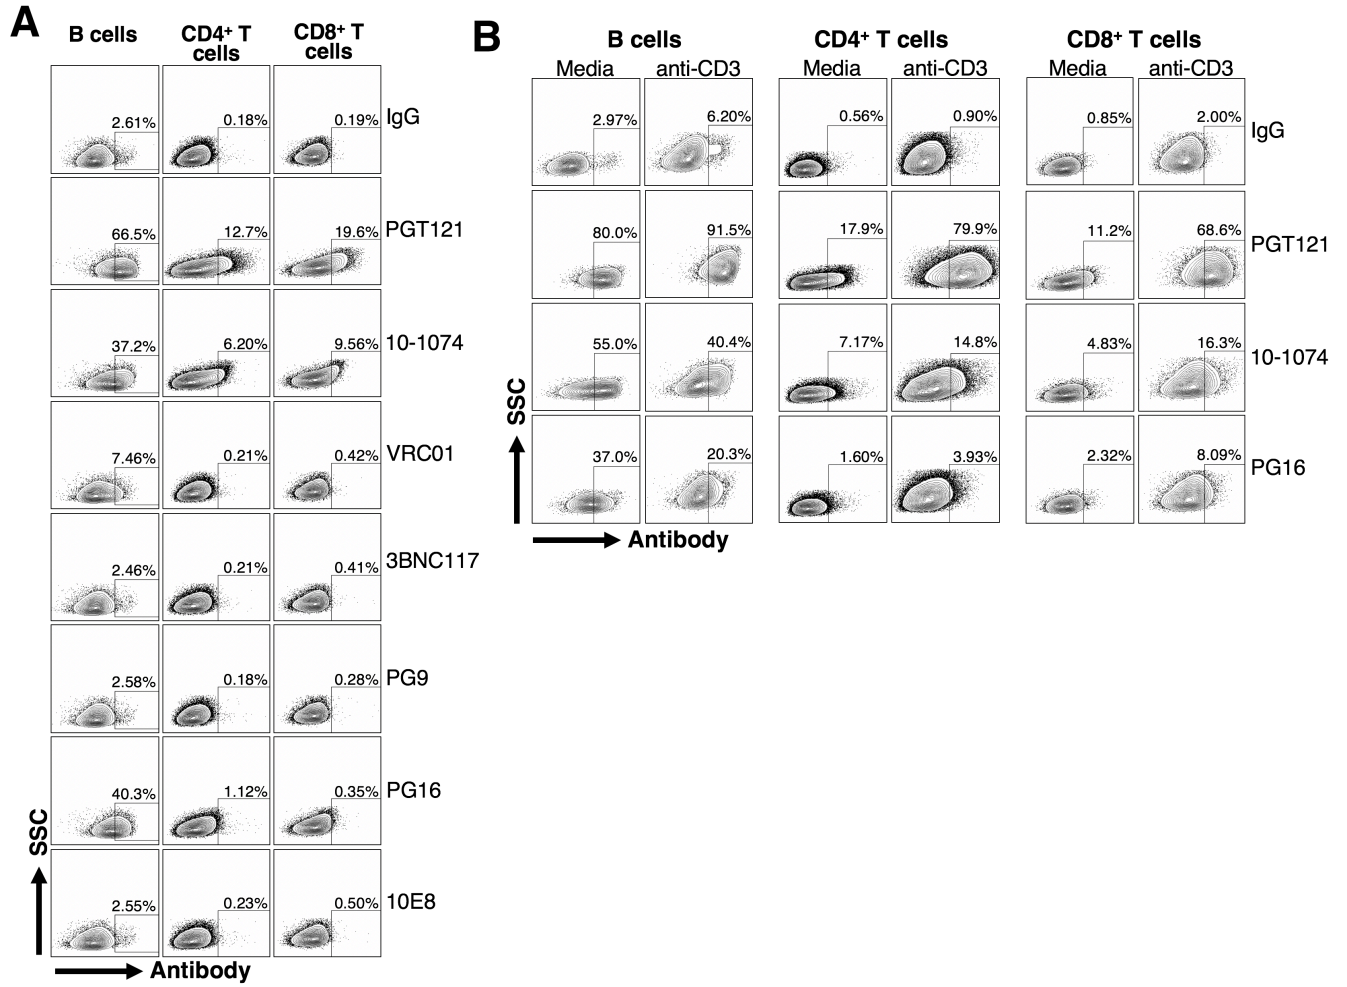 A
B cells CD4⁺ T cells CD8⁺ T cells
2.61% 0.18% 0.19% IgG
66.5% 12.7% 19.6% PGT121
37.2% 6.20% 9.56% 10-1074
7.46% 0.21% 0.42% VRC01
2.46% 0.21% 0.41% 3BNC117
2.58% 0.18% 0.28% PG9
40.3% 1.12% 0.35% PG16
2.55% 0.23% 0.50% 10E8
SSC
Antibody
B
B cells CD4⁺ T cells CD8⁺ T cells
Media anti-CD3 Media anti-CD3 Media anti-CD3
2.97% 6.20% 0.56% 0.90% 0.85% 2.00% IgG
80.0% 91.5% 17.9% 79.9% 11.2% 68.6% PGT121
55.0% 40.4% 7.17% 14.8% 4.83% 16.3% 10-1074
37.0% 20.3% 1.60% 3.93% 2.32% 8.09% PG16
SSC
Antibody